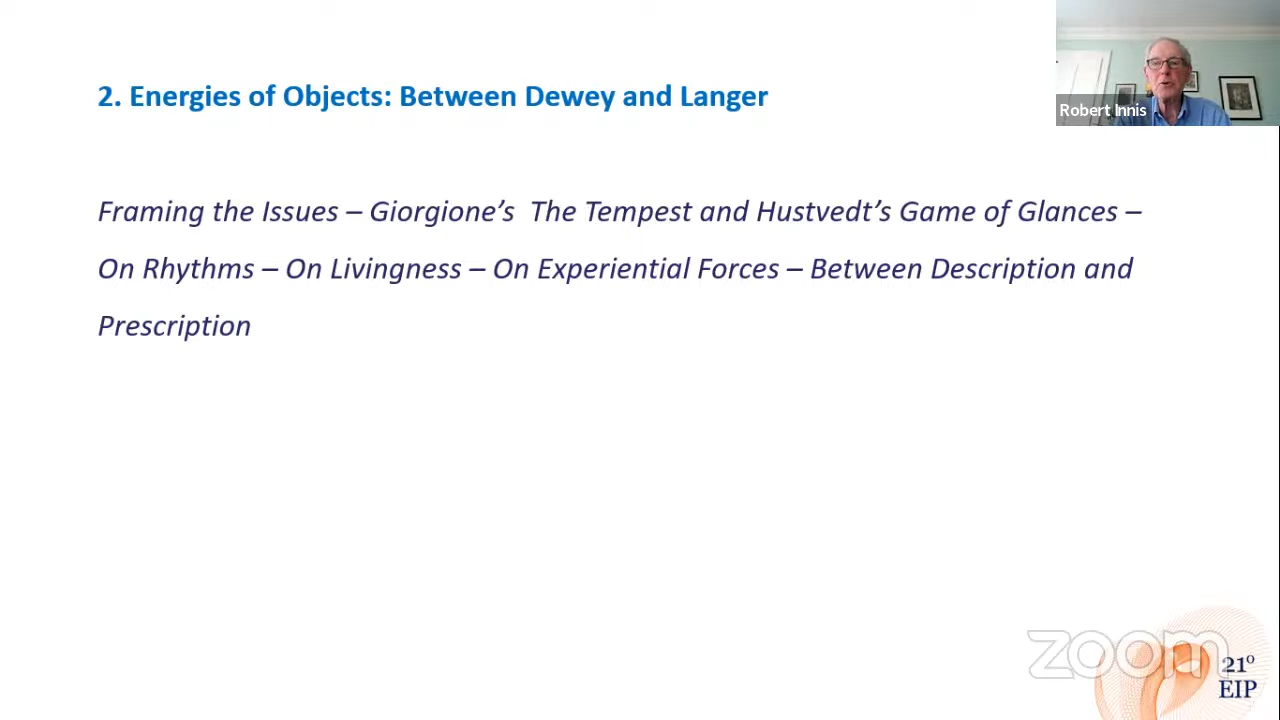 2. Energies of Objects: Between Dewey and Langer
Robert Innis
Framing the Issues – Giorgione’s  The Tempest and Hustvedt’s Game of Glances –
On Rhythms – On Livingness – On Experiential Forces – Between Description and
Prescription
zoom
21º
EIP